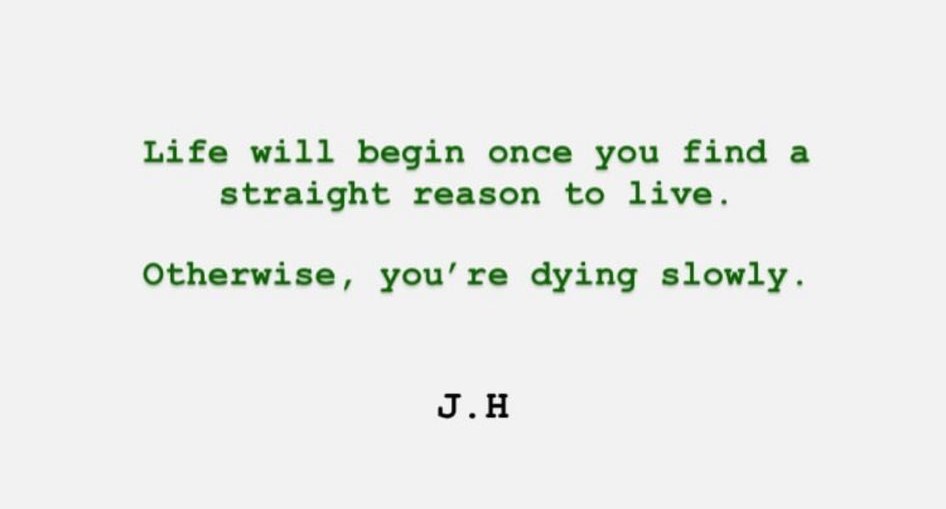 Life will begin once you find a
straight reason to live.
Otherwise, you’re dying slowly.
J.H